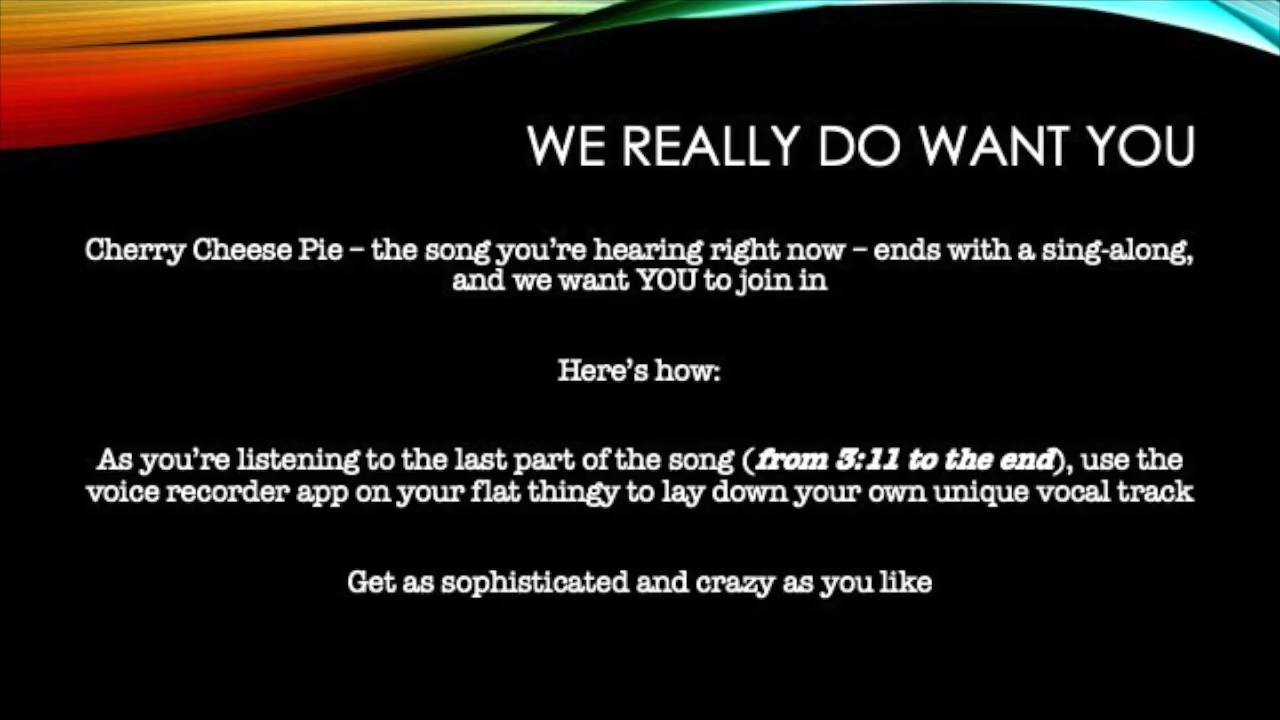 WE REALLY DO WANT YOU
Cherry Cheese Pie – the song you’re hearing right now – ends with a sing-along,
and we want YOU to join in
Here’s how:
As you’re listening to the last part of the song (from 3:11 to the end), use the
voice recorder app on your flat thingy to lay down your own unique vocal track
Get as sophisticated and crazy as you like